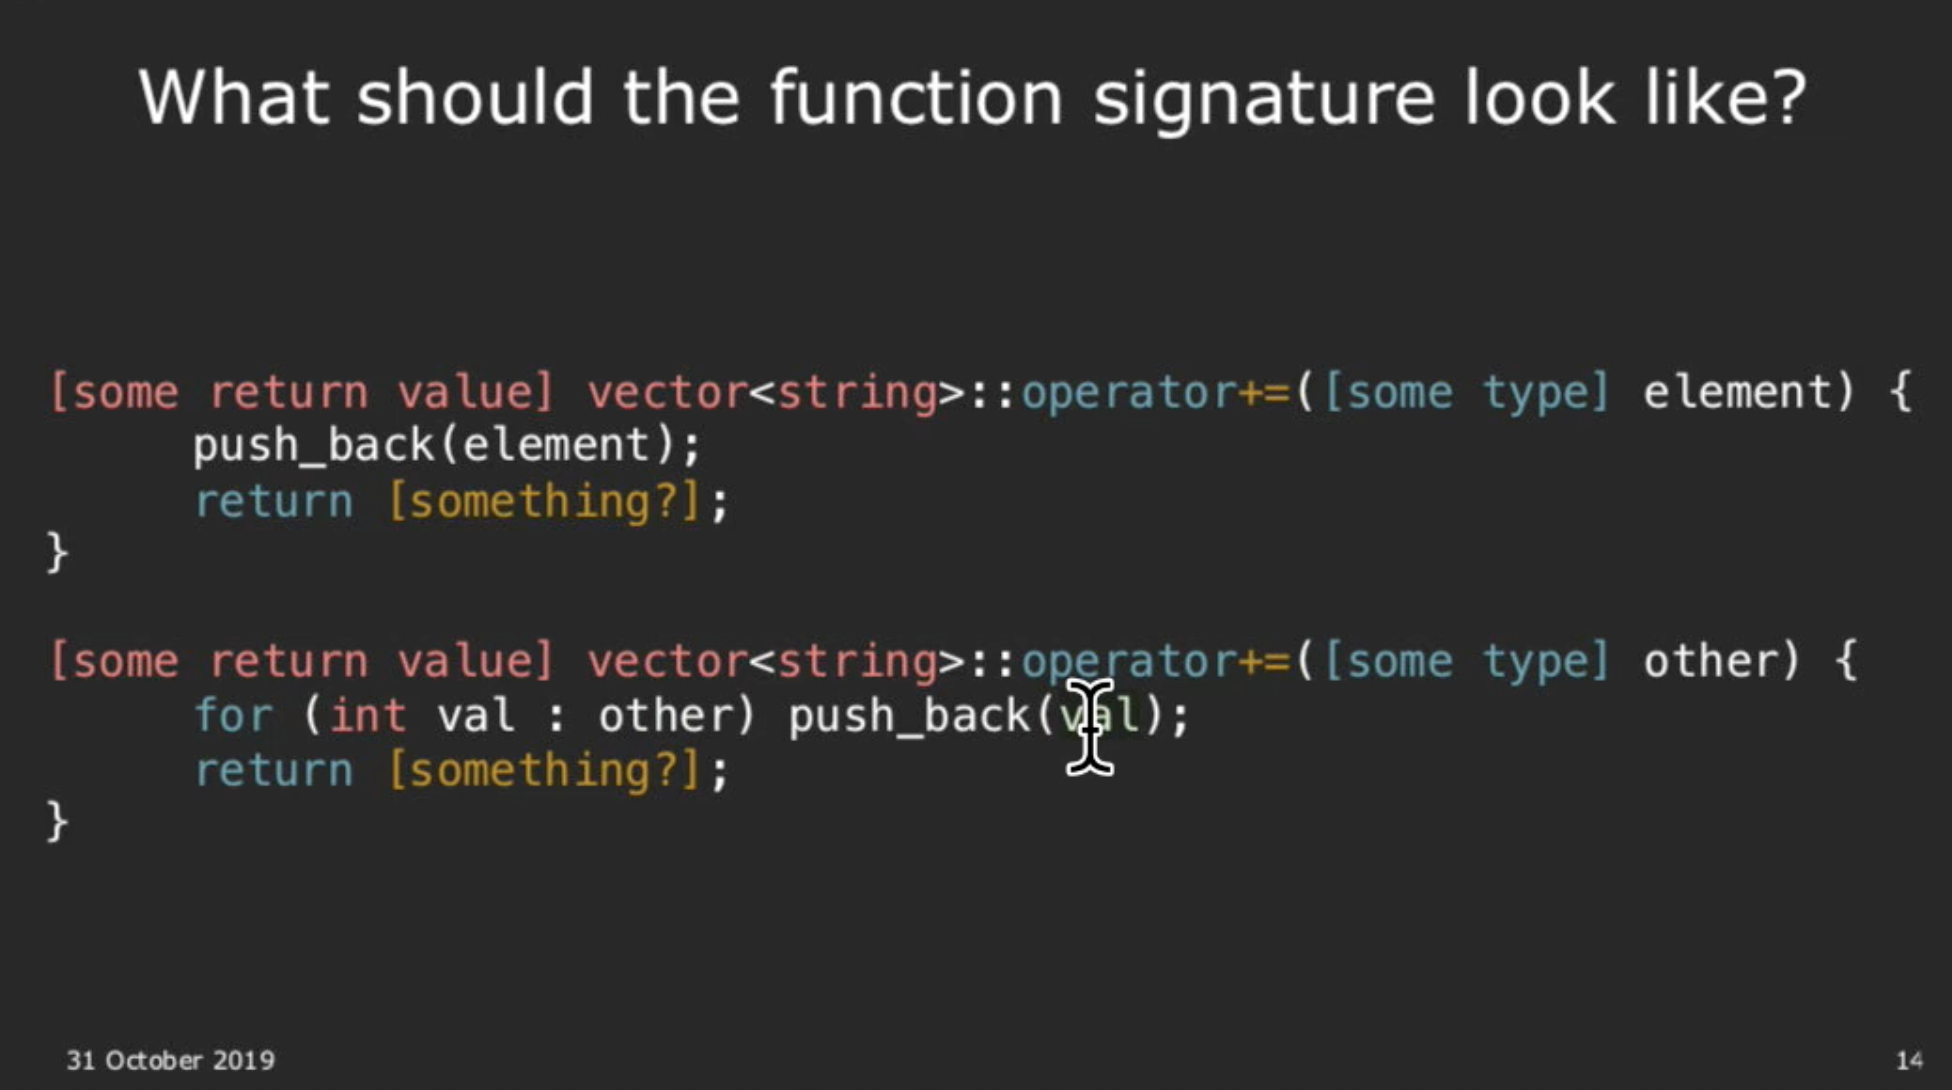 What should the function signature look like?
[some return value] vector<string>::operator+=([some type] element) {
push_back(element);
return [something?];
}
[some return value] vector<string>::operator+=([some type] other) {
for (int val : other) push_back(val);
return [something?];
}
31 October 2019
14